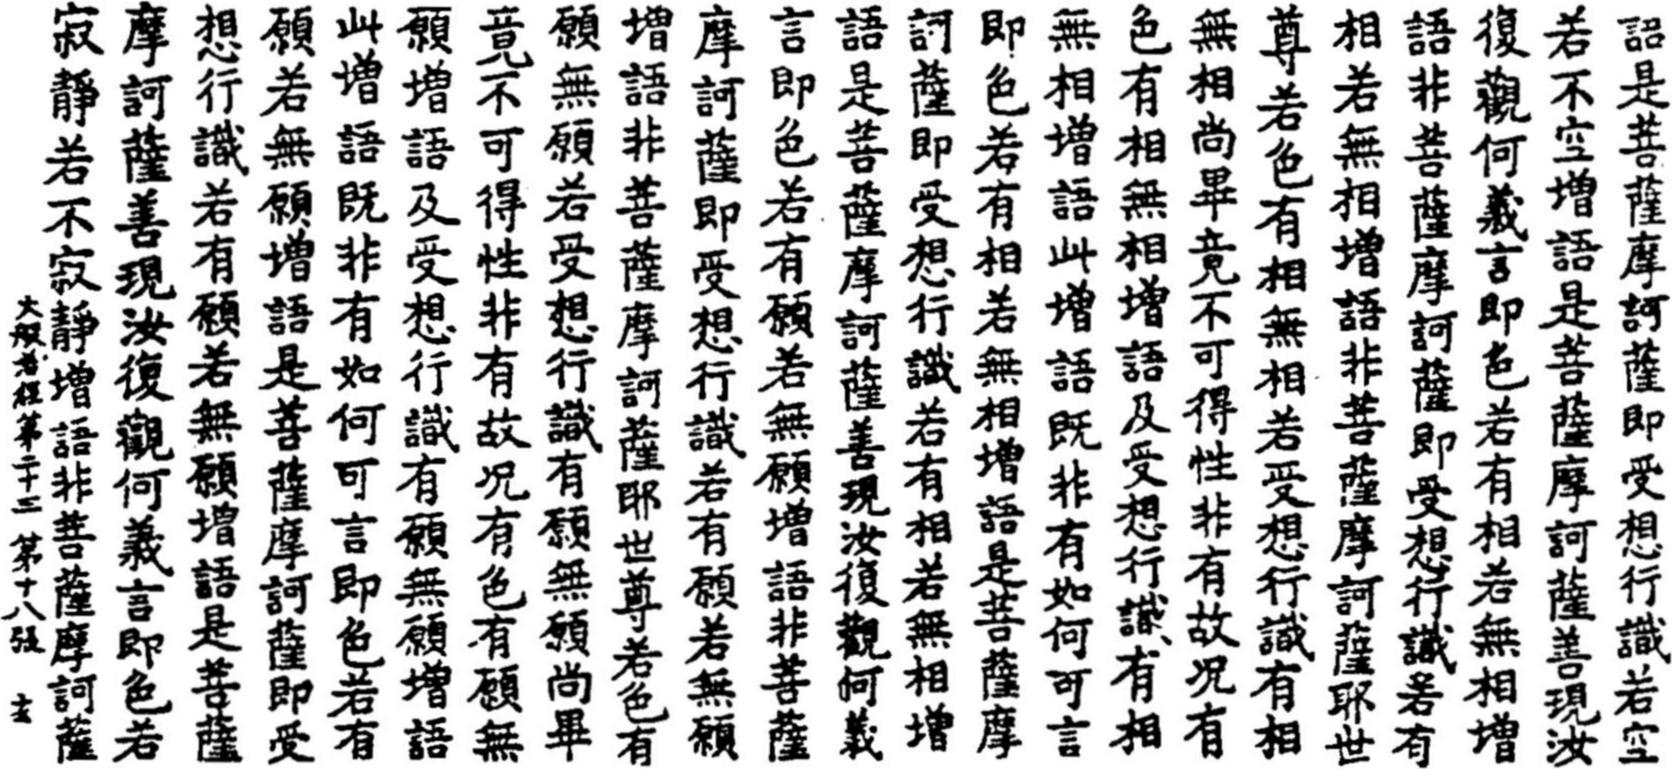 語是菩薩摩訶薩即受想行識若空
若不空增語是菩薩摩訶薩善現汝
復觀何義言即色若有相若無相增
語非菩薩摩訶薩即受想行識若有
相若無相增語非菩薩摩訶薩耶世
尊若色有相無相若受想行識有相
無相尚畢竟不可得性非有故况有
色有相無相增語及受想行識有相
無相增語此增語既非有如何可言
即色若有相若無相增語是菩薩摩
訶薩即受想行識若有相若無相增
語是菩薩摩訶薩善現汝復觀何義
言即色若有願若無願增語非菩薩
摩訶薩即受想行識若有願若無願
增語非菩薩摩訶薩耶世尊若色有
願無願若受想行識有願無願尚畢
竟不可得性非有故况有色有願無
願增語及受想行識有願無願增語
此增語既非有如何可言即色若有
願若無願增語是菩薩摩訶薩即受
想行識若有願若無願增語是菩薩
摩訶薩善現汝復觀何義言即色若
寂靜若不寂靜增語非菩薩摩訶薩
大般若経第二十三 第十八張 玄